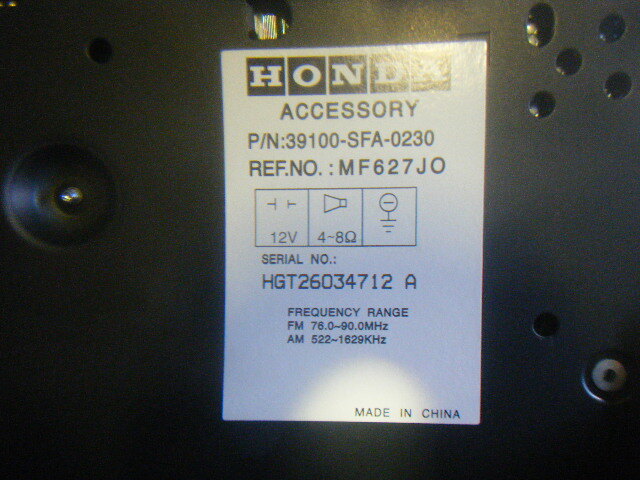 HONDA
ACCESSORY
P/N:39100-SFA-0230
REF.NO.:MF627JO
12V 4~8Ω
SERIAL NO.:
HGT26034712 A
FREQUENCY RANGE
FM 76.0~90.0MHz
AM 522~1629KHz
MADE IN CHINA